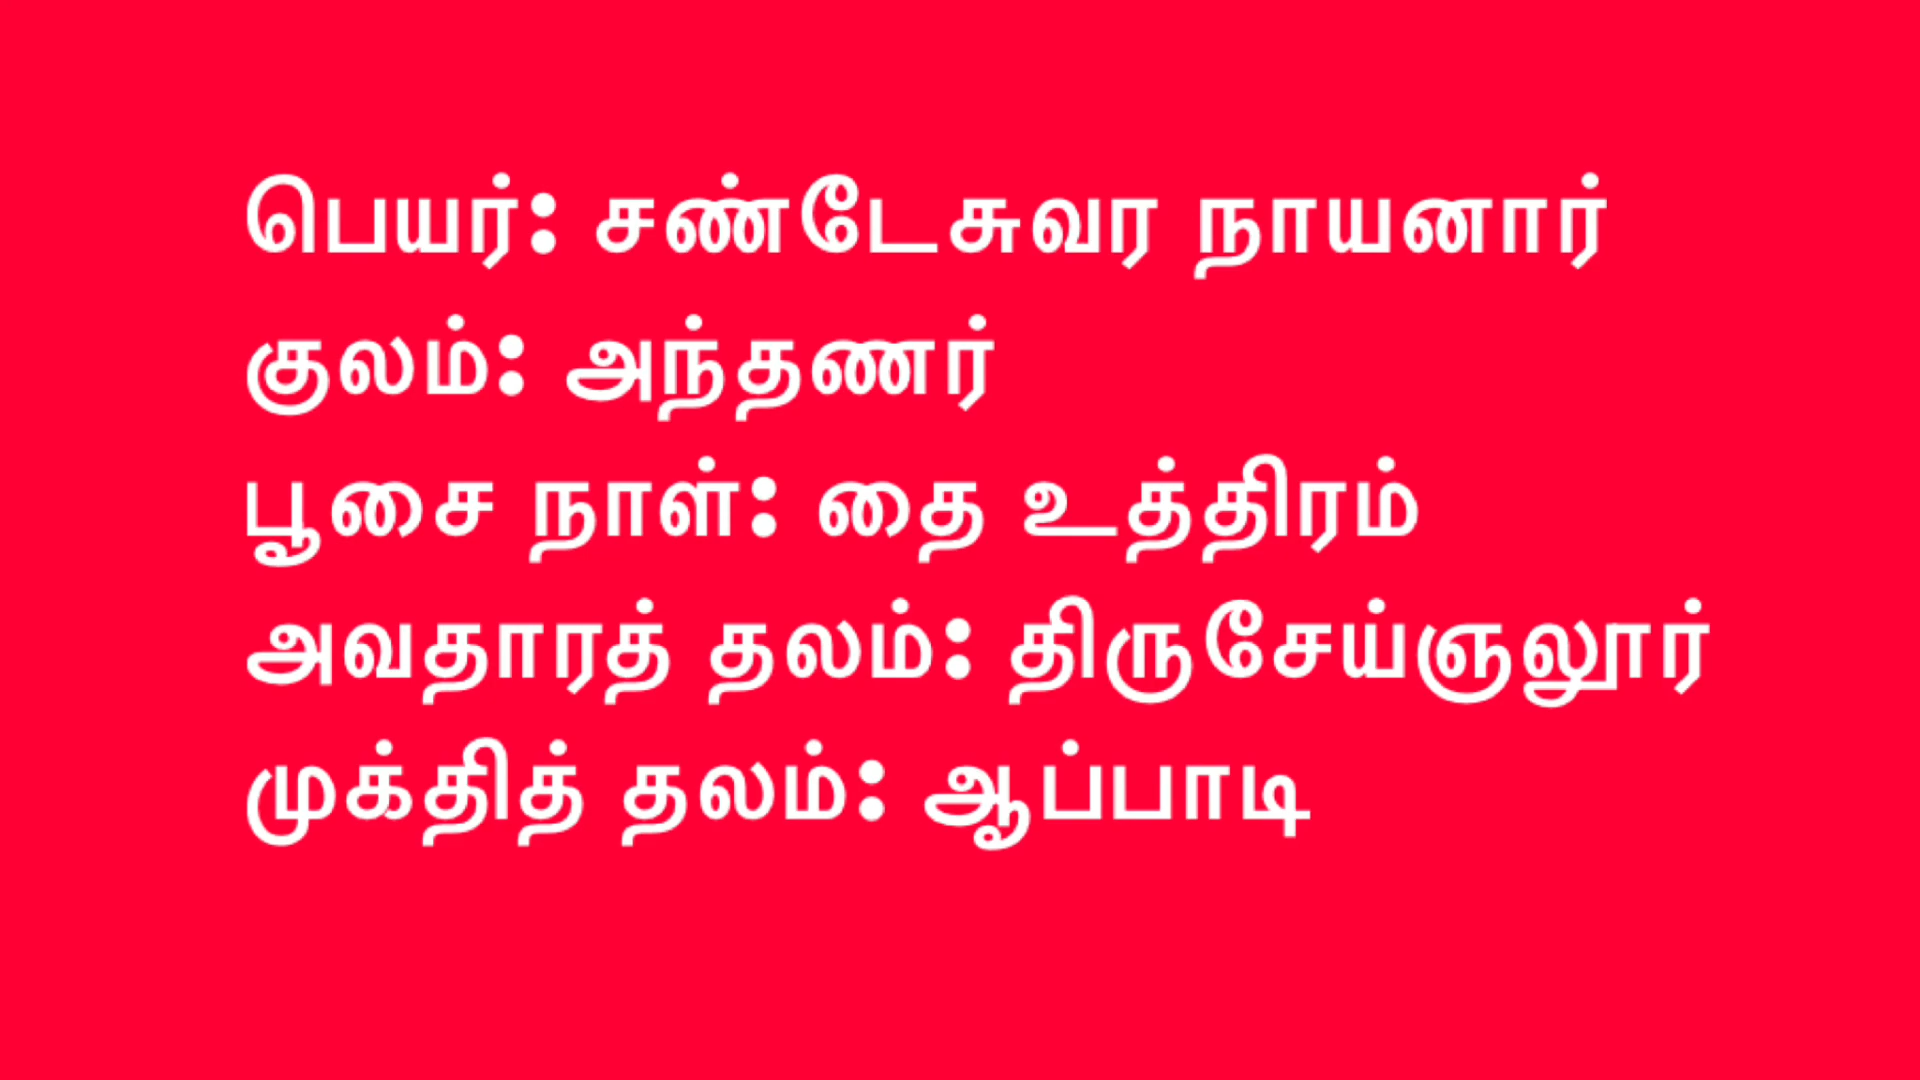 பெயர்: சண்டேசுவர நாயனார்
குலம்: அந்தணர்
பூசை நாள்: தை உத்திரம்
அவதாரத் தலம்: திருசேய்ஞலூர்
முக்தித் தலம்: ஆப்பாடி